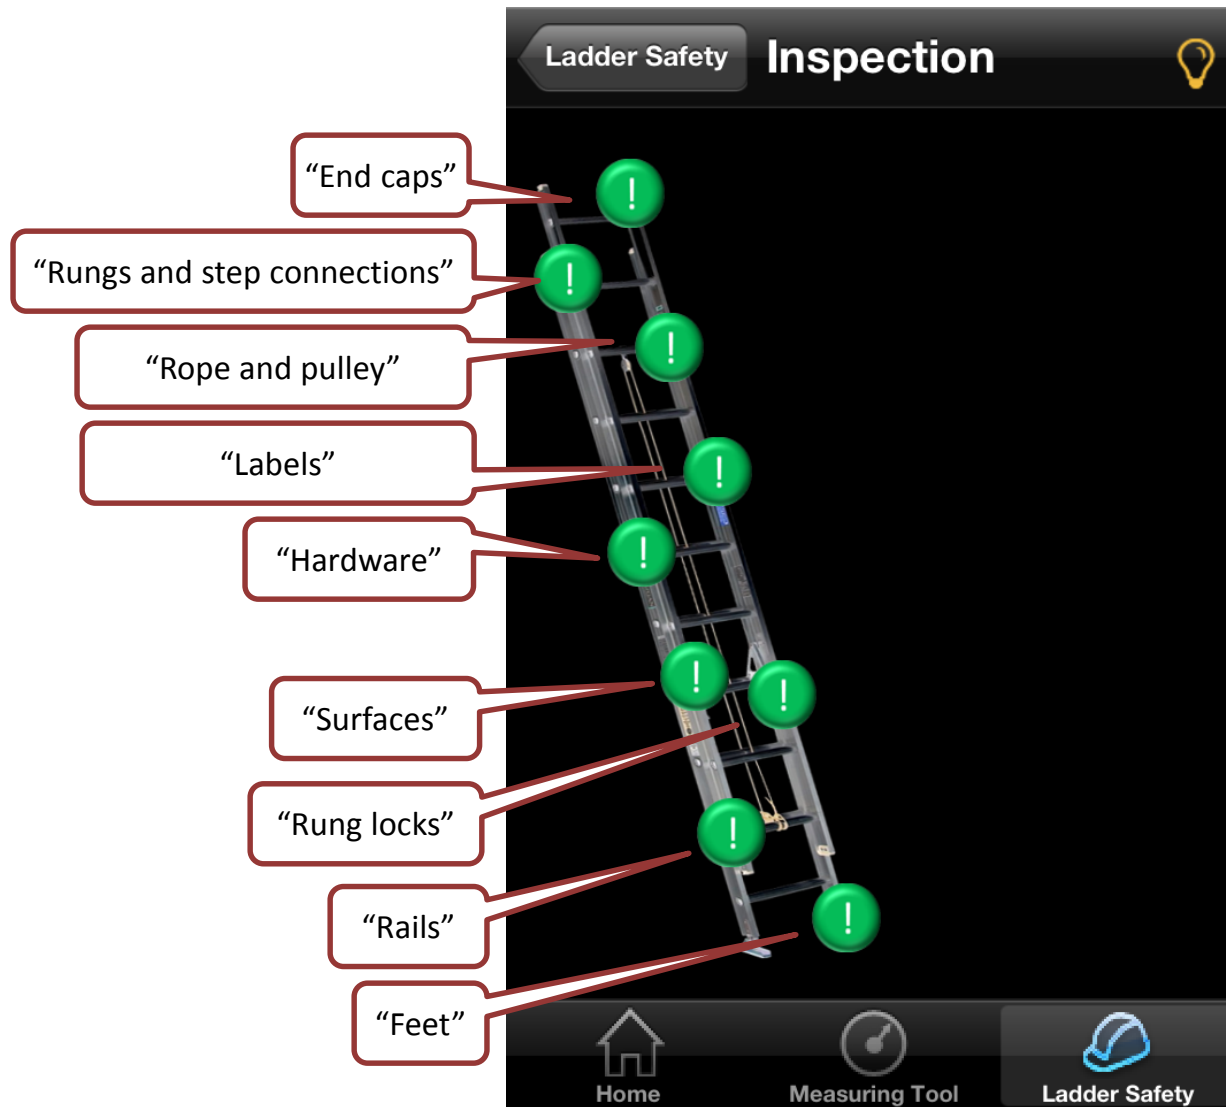 Ladder Safety
Inspection
“End caps”
“Rungs and step connections”
“Rope and pulley”
“Labels”
“Hardware”
“Surfaces”
“Rung locks”
“Rails”
“Feet”
!
!
!
!
!
!
!
!
!
Home
Measuring Tool
Ladder Safety